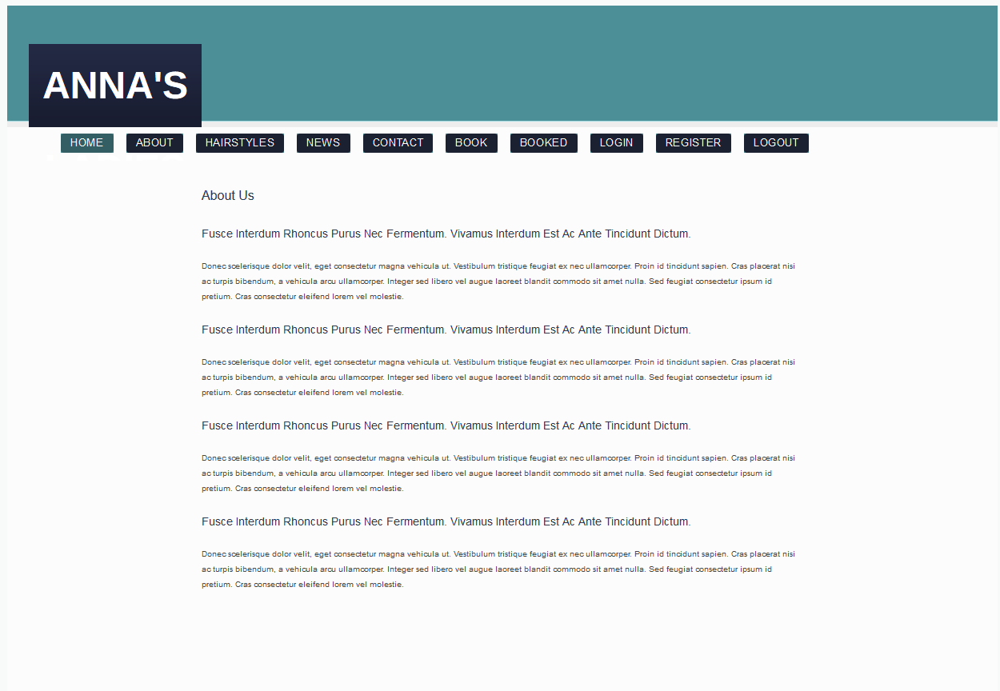 ANNA'S
HOME ABOUT HAIRSTYLES NEWS CONTACT BOOK BOOKED LOGIN REGISTER LOGOUT
About Us
Fusce Interdum Rhoncus Purus Nec Fermentum. Vivamus Interdum Est Ac Ante Tincidunt Dictum.
Donec scelerisque dolor velit, eget consectetur magna vehicula ut. Vestibulum tristique feugiat ex nec ullamcorper. Proin id tincidunt sapien. Cras placerat nisi
ac turpis bibendum, a vehicula arcu ullamcorper. Integer sed libero vel augue laoreet blandit commodo sit amet nulla. Sed feugiat consectetur ipsum id
pretium. Cras consectetur eleifend lorem vel molestie.
Fusce Interdum Rhoncus Purus Nec Fermentum. Vivamus Interdum Est Ac Ante Tincidunt Dictum.
Donec scelerisque dolor velit, eget consectetur magna vehicula ut. Vestibulum tristique feugiat ex nec ullamcorper. Proin id tincidunt sapien. Cras placerat nisi
ac turpis bibendum, a vehicula arcu ullamcorper. Integer sed libero vel augue laoreet blandit commodo sit amet nulla. Sed feugiat consectetur ipsum id
pretium. Cras consectetur eleifend lorem vel molestie.
Fusce Interdum Rhoncus Purus Nec Fermentum. Vivamus Interdum Est Ac Ante Tincidunt Dictum.
Donec scelerisque dolor velit, eget consectetur magna vehicula ut. Vestibulum tristique feugiat ex nec ullamcorper. Proin id tincidunt sapien. Cras placerat nisi
ac turpis bibendum, a vehicula arcu ullamcorper. Integer sed libero vel augue laoreet blandit commodo sit amet nulla. Sed feugiat consectetur ipsum id
pretium. Cras consectetur eleifend lorem vel molestie.
Fusce Interdum Rhoncus Purus Nec Fermentum. Vivamus Interdum Est Ac Ante Tincidunt Dictum.
Donec scelerisque dolor velit, eget consectetur magna vehicula ut. Vestibulum tristique feugiat ex nec ullamcorper. Proin id tincidunt sapien. Cras placerat nisi
ac turpis bibendum, a vehicula arcu ullamcorper. Integer sed libero vel augue laoreet blandit commodo sit amet nulla. Sed feugiat consectetur ipsum id
pretium. Cras consectetur eleifend lorem vel molestie.